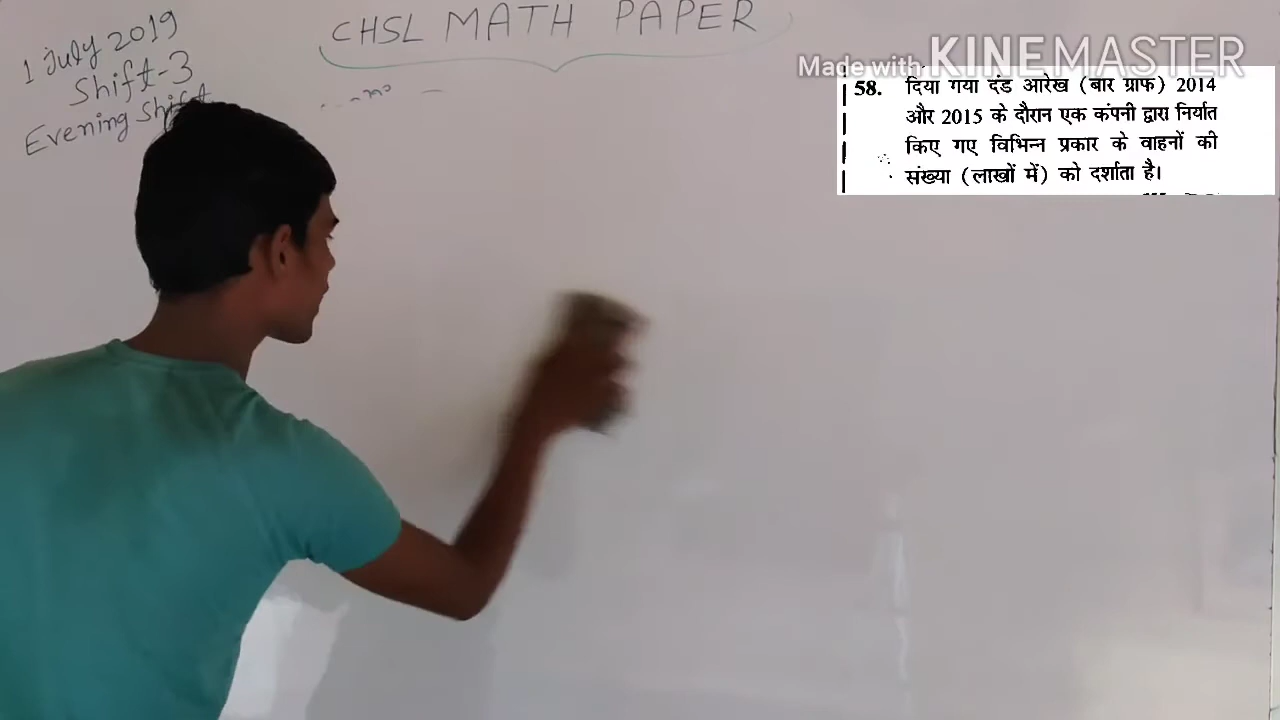 CHSL MATH PAPER
1 July 2019
Shift-3
Evening Shift
Made with KINEMASTER
58. दिया गया दंड आरेख (बार ग्राफ) 2014
और 2015 के दौरान एक कंपनी द्वारा निर्यात
किए गए विभिन्न प्रकार के वाहनों की
संख्या (लाखों में) को दर्शाता है।